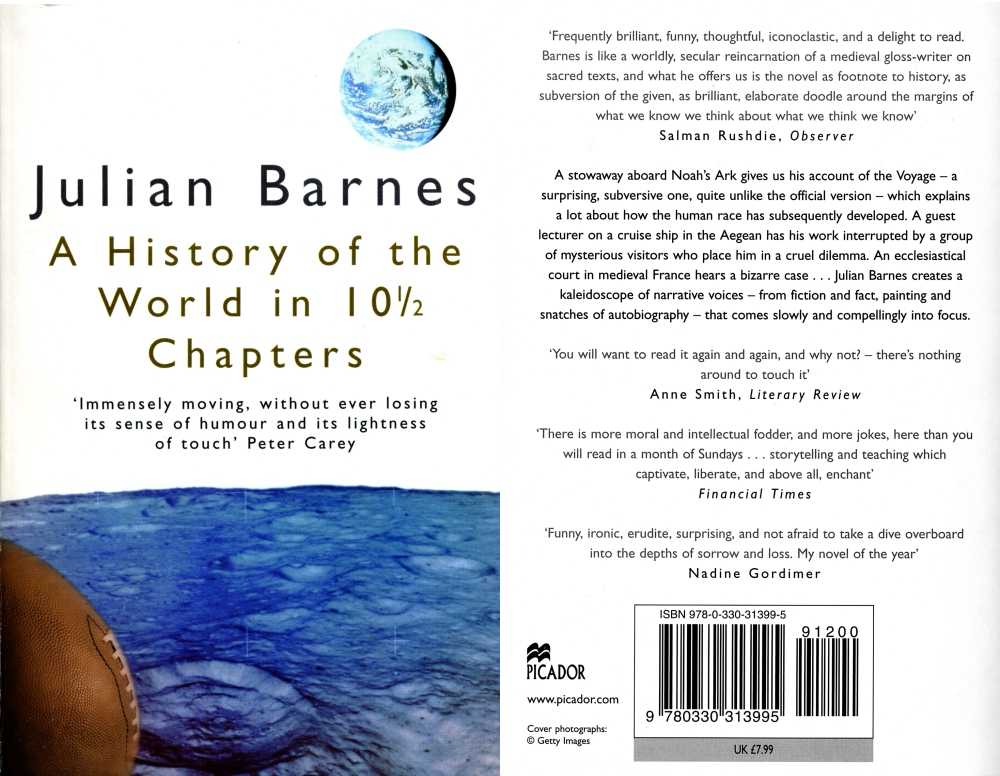 Julian Barnes
A History of the
World in 10½
Chapters
‘Immensely moving, without ever losing
its sense of humour and its lightness
of touch’ Peter Carey
‘Frequently brilliant, funny, thoughtful, iconoclastic, and a delight to read.
Barnes is like a worldly, secular reincarnation of a medieval gloss-writer on
sacred texts, and what he offers us is the novel as footnote to history, as
subversion of the given, as brilliant, elaborate doodle around the margins of
what we know we think about what we think we know’
Salman Rushdie, Observer
A stowaway aboard Noah’s Ark gives us his account of the Voyage – a
surprising, subversive one, quite unlike the official version – which explains
a lot about how the human race has subsequently developed. A guest
lecturer on a cruise ship in the Aegean has his work interrupted by a group
of mysterious visitors who place him in a cruel dilemma. An ecclesiastical
court in medieval France hears a bizarre case . . . Julian Barnes creates a
kaleidoscope of narrative voices – from fiction and fact, painting and
snatches of autobiography – that comes slowly and compellingly into focus.
‘You will want to read it again and again, and why not? – there’s nothing
around to touch it’
Anne Smith, Literary Review
‘There is more moral and intellectual fodder, and more jokes, here than you
will read in a month of Sundays . . . storytelling and teaching which
captivate, liberate, and above all, enchant’
Financial Times
‘Funny, ironic, erudite, surprising, and not afraid to take a dive overboard
into the depths of sorrow and loss. My novel of the year’
Nadine Gordimer
PICADOR
www.picador.com
Cover photographs:
© Getty Images
ISBN 978-0-330-31399-5
91200
9 780330 313995
UK £7.99